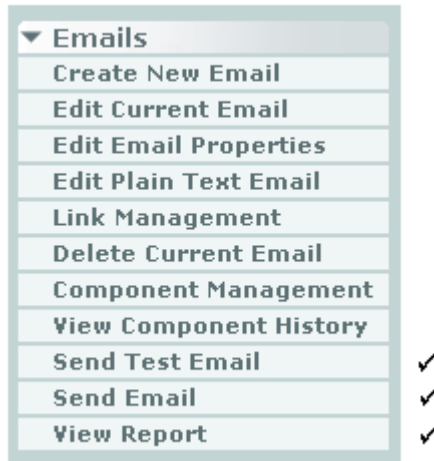 Emails
Create New Email
Edit Current Email
Edit Email Properties
Edit Plain Text Email
Link Management
Delete Current Email
Component Management
View Component History
Send Test Email
Send Email
View Report